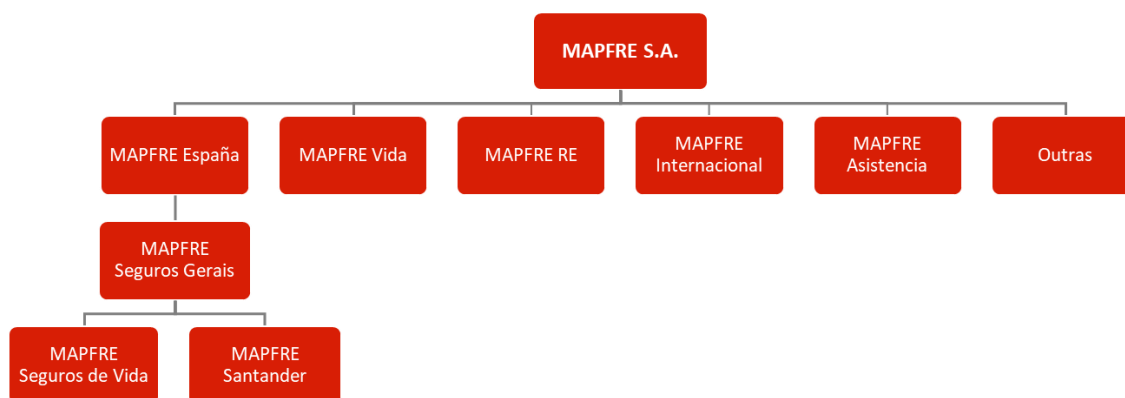 MAPFRE S.A.
MAPFRE España
MAPFRE Vida
MAPFRE RE
MAPFRE
Internacional
MAPFRE
Asistencia
Outras
MAPFRE
Seguros Gerais
MAPFRE
Seguros de Vida
MAPFRE
Santander